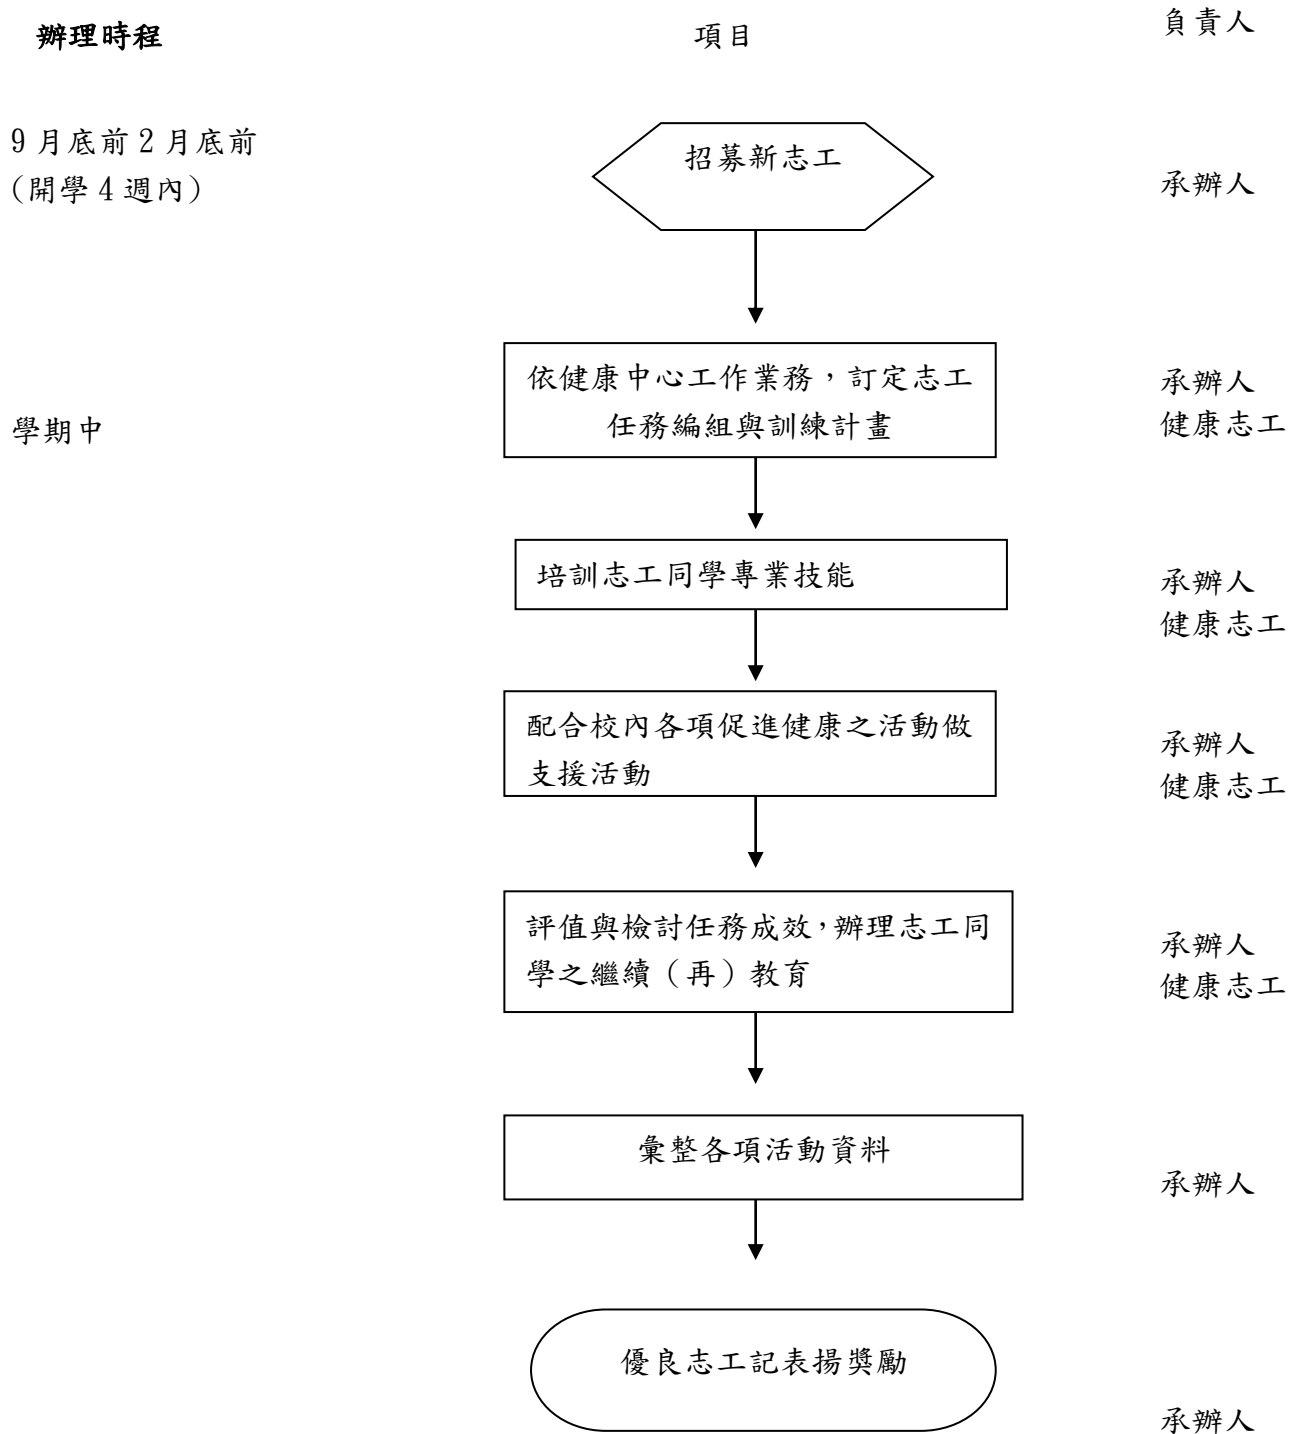 辦理時程
項目
負責人
9月底前2月底前
(開學4週內)
招募新志工
承辦人
學期中
依健康中心工作業務，訂定志工
任務編組與訓練計畫
承辦人
健康志工
培訓志工同學專業技能
承辦人
健康志工
配合校內各項促進健康之活動做
支援活動
承辦人
健康志工
評值與檢討任務成效，辦理志工同
學之繼續（再）教育
承辦人
健康志工
彙整各項活動資料
承辦人
優良志工記表揚獎勵
承辦人